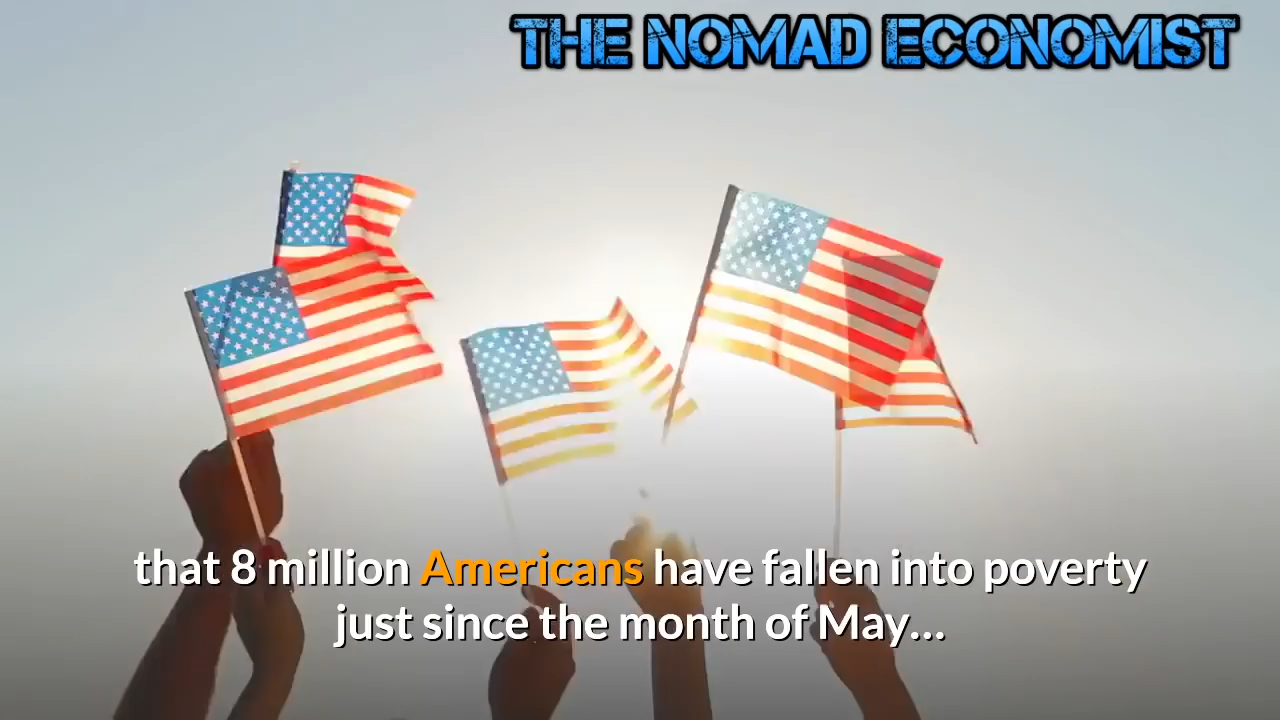 THE NOMAD ECONOMIST
that 8 million Americans have fallen into poverty
just since the month of May...